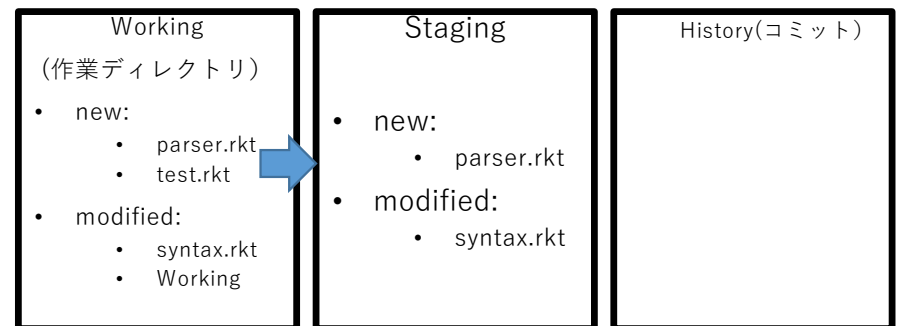 Working
(作業ディレクトリ)
• new:
• parser.rkt
• test.rkt
• modified:
• syntax.rkt
• Working
Staging
• new:
• parser.rkt
• modified:
• syntax.rkt
History(コミット)